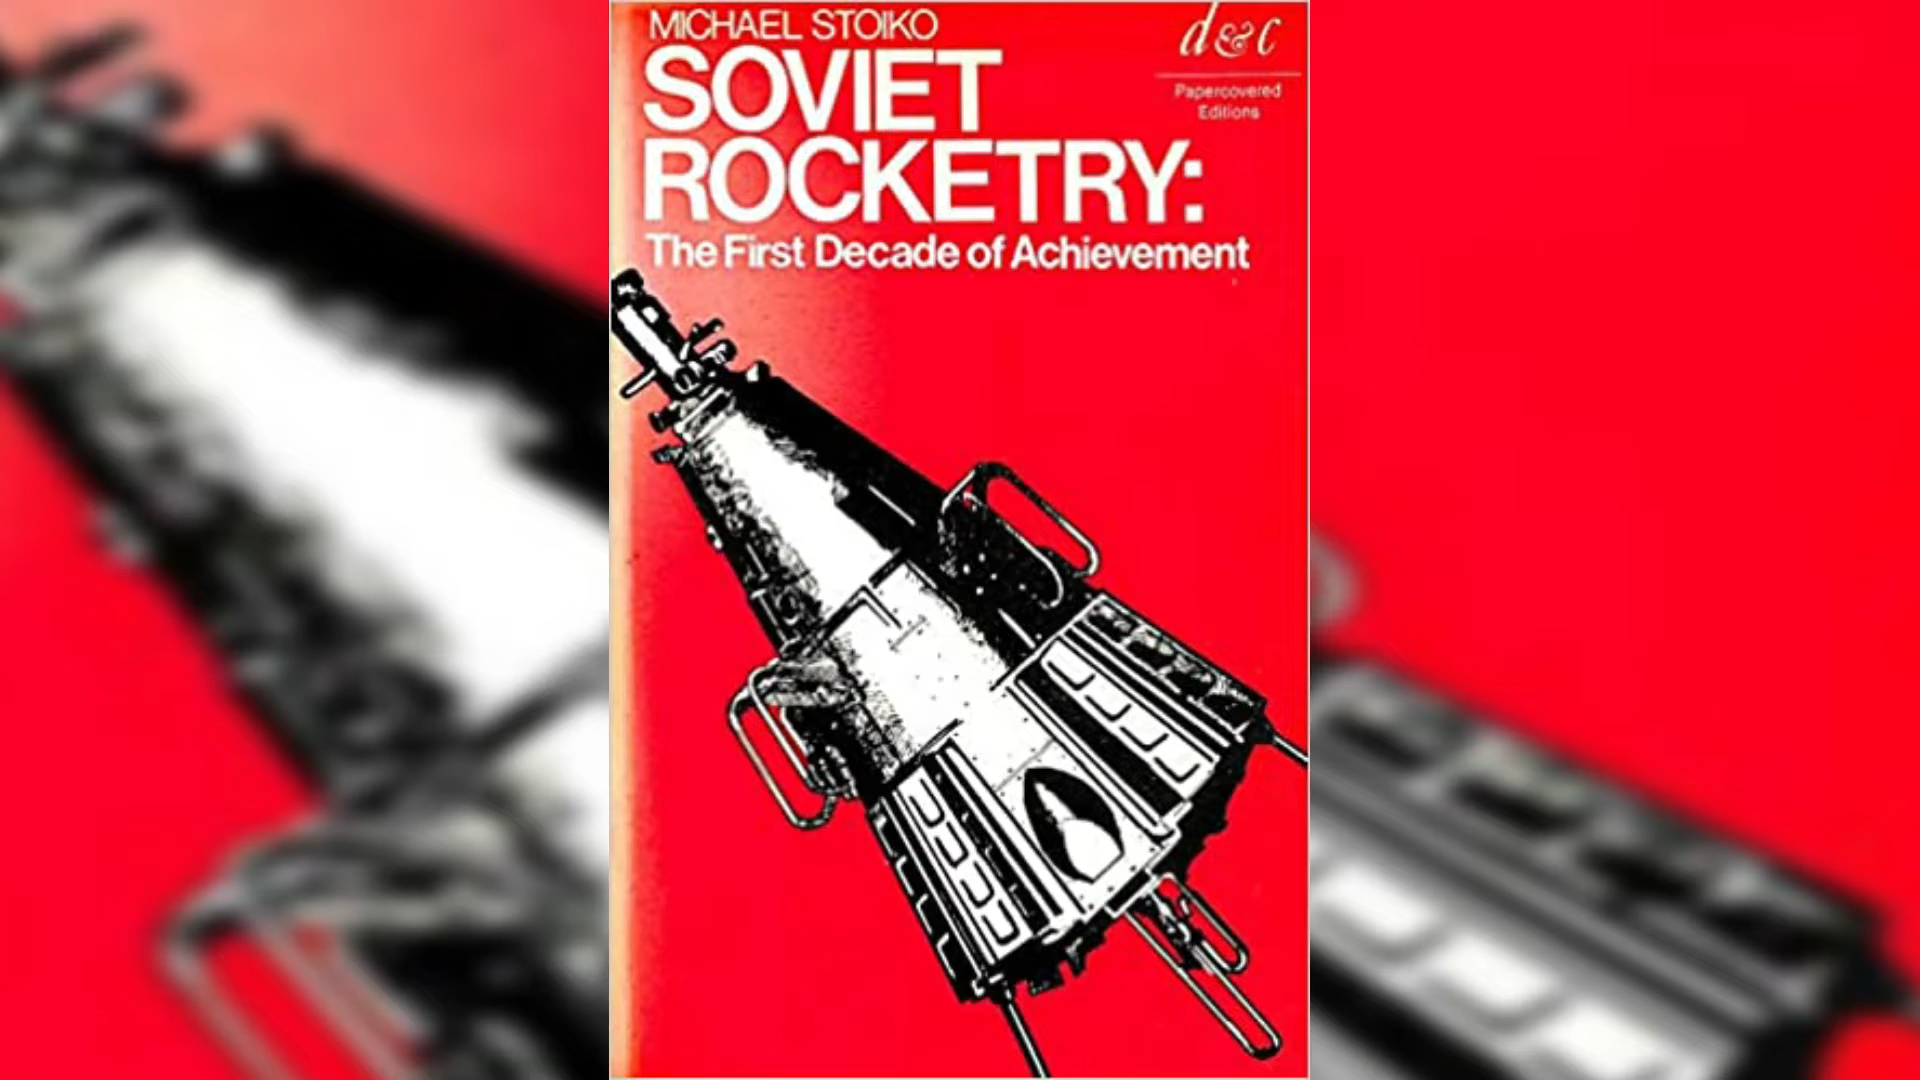 MICHAEL STOIKO
SOVIET
ROCKETRY:
The First Decade of Achievement
d&c
Papercovered
Editions